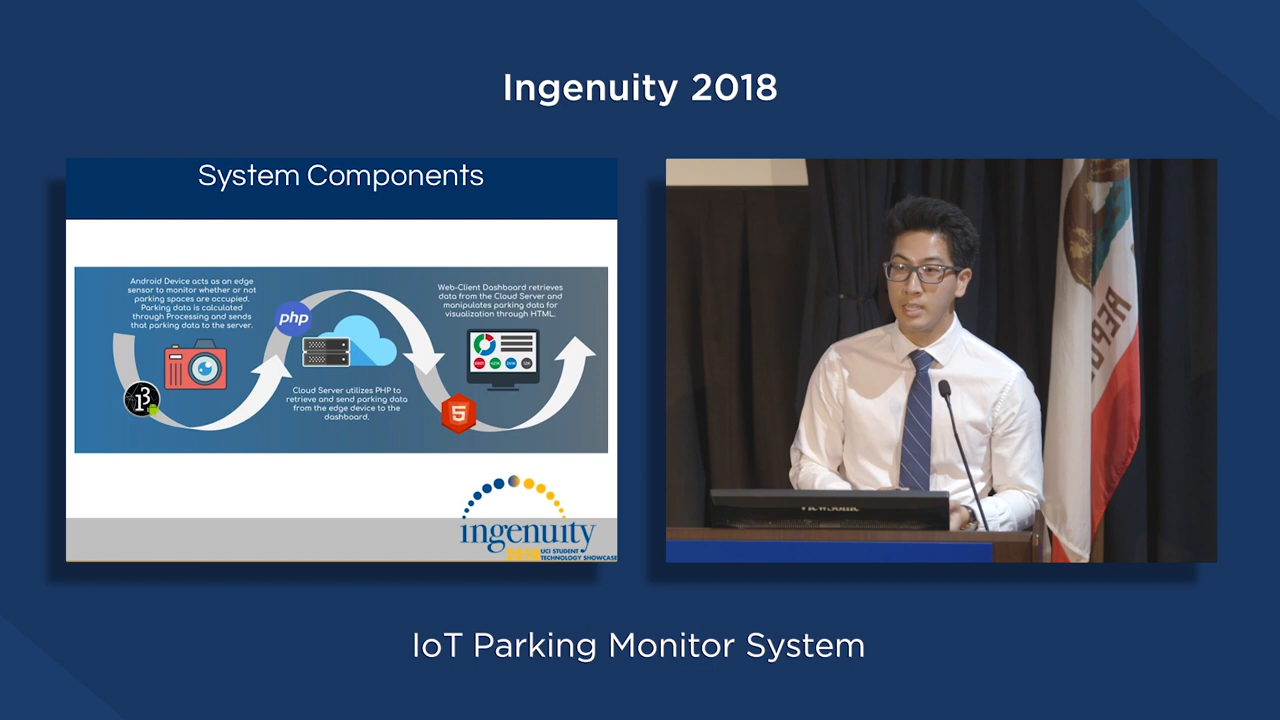 Ingenuity 2018
System Components
Android Device acts as an edge
sensor to monitor whether or not
parking spaces are occupied.
Parking data is calculated
through Processing and sends
that parking data to the server.
php
Cloud Server utilizes PHP to
retrieve and send parking data
from the edge device to the
dashboard.
Web-Client Dashboard retrieves
data from the Cloud Server and
manipulates parking data for
visualization through HTML.
5
ingenuity
2018 UCI STUDENT
TECHNOLOGY SHOWCASE
ViewSonic
REPU
IoT Parking Monitor System